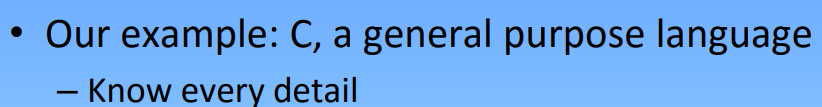 • Our example: C, a general purpose language
– Know every detail